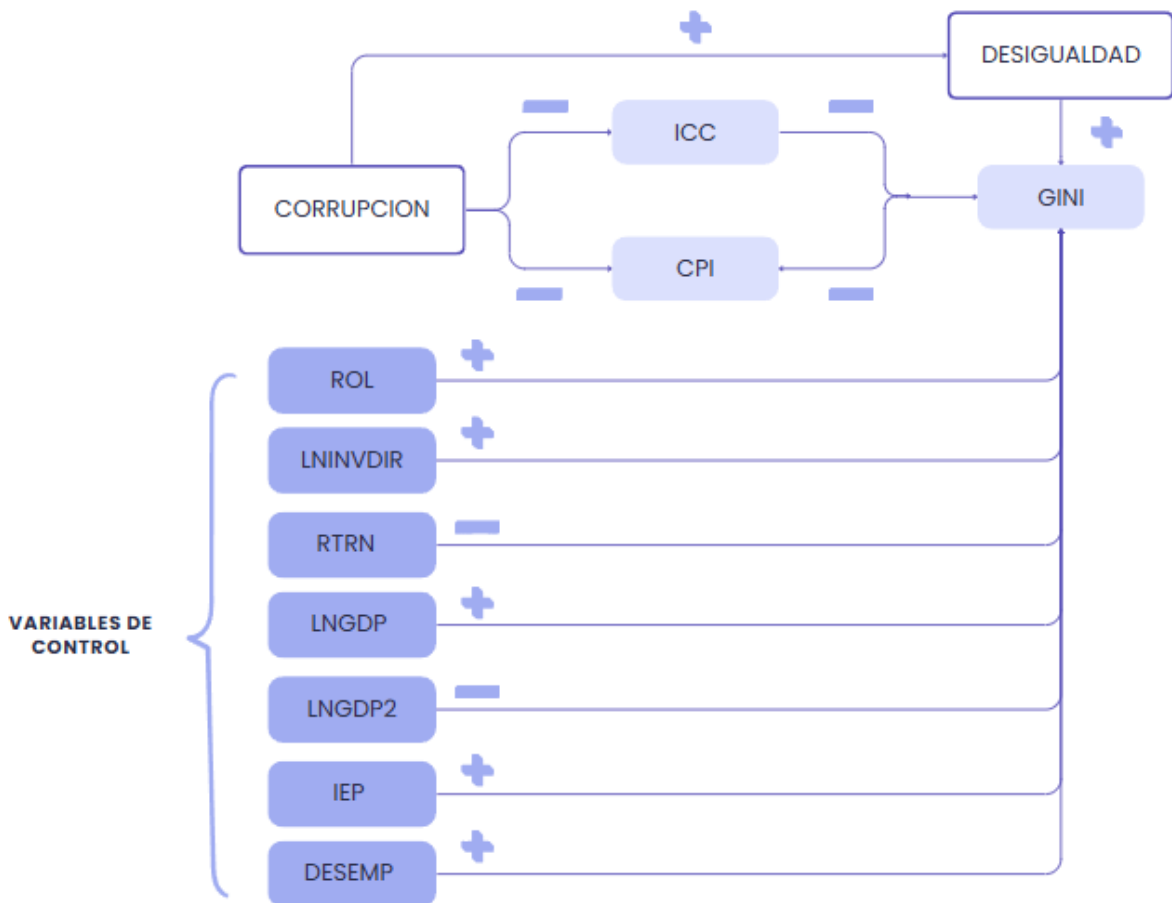 DESIGUALDAD
ICC
CORRUPCION
GINI
CPI
ROL
LNINVDIR
RTRN
LNGDP
VARIABLES DE
CONTROL
LNGDP2
IEP
DESEMP